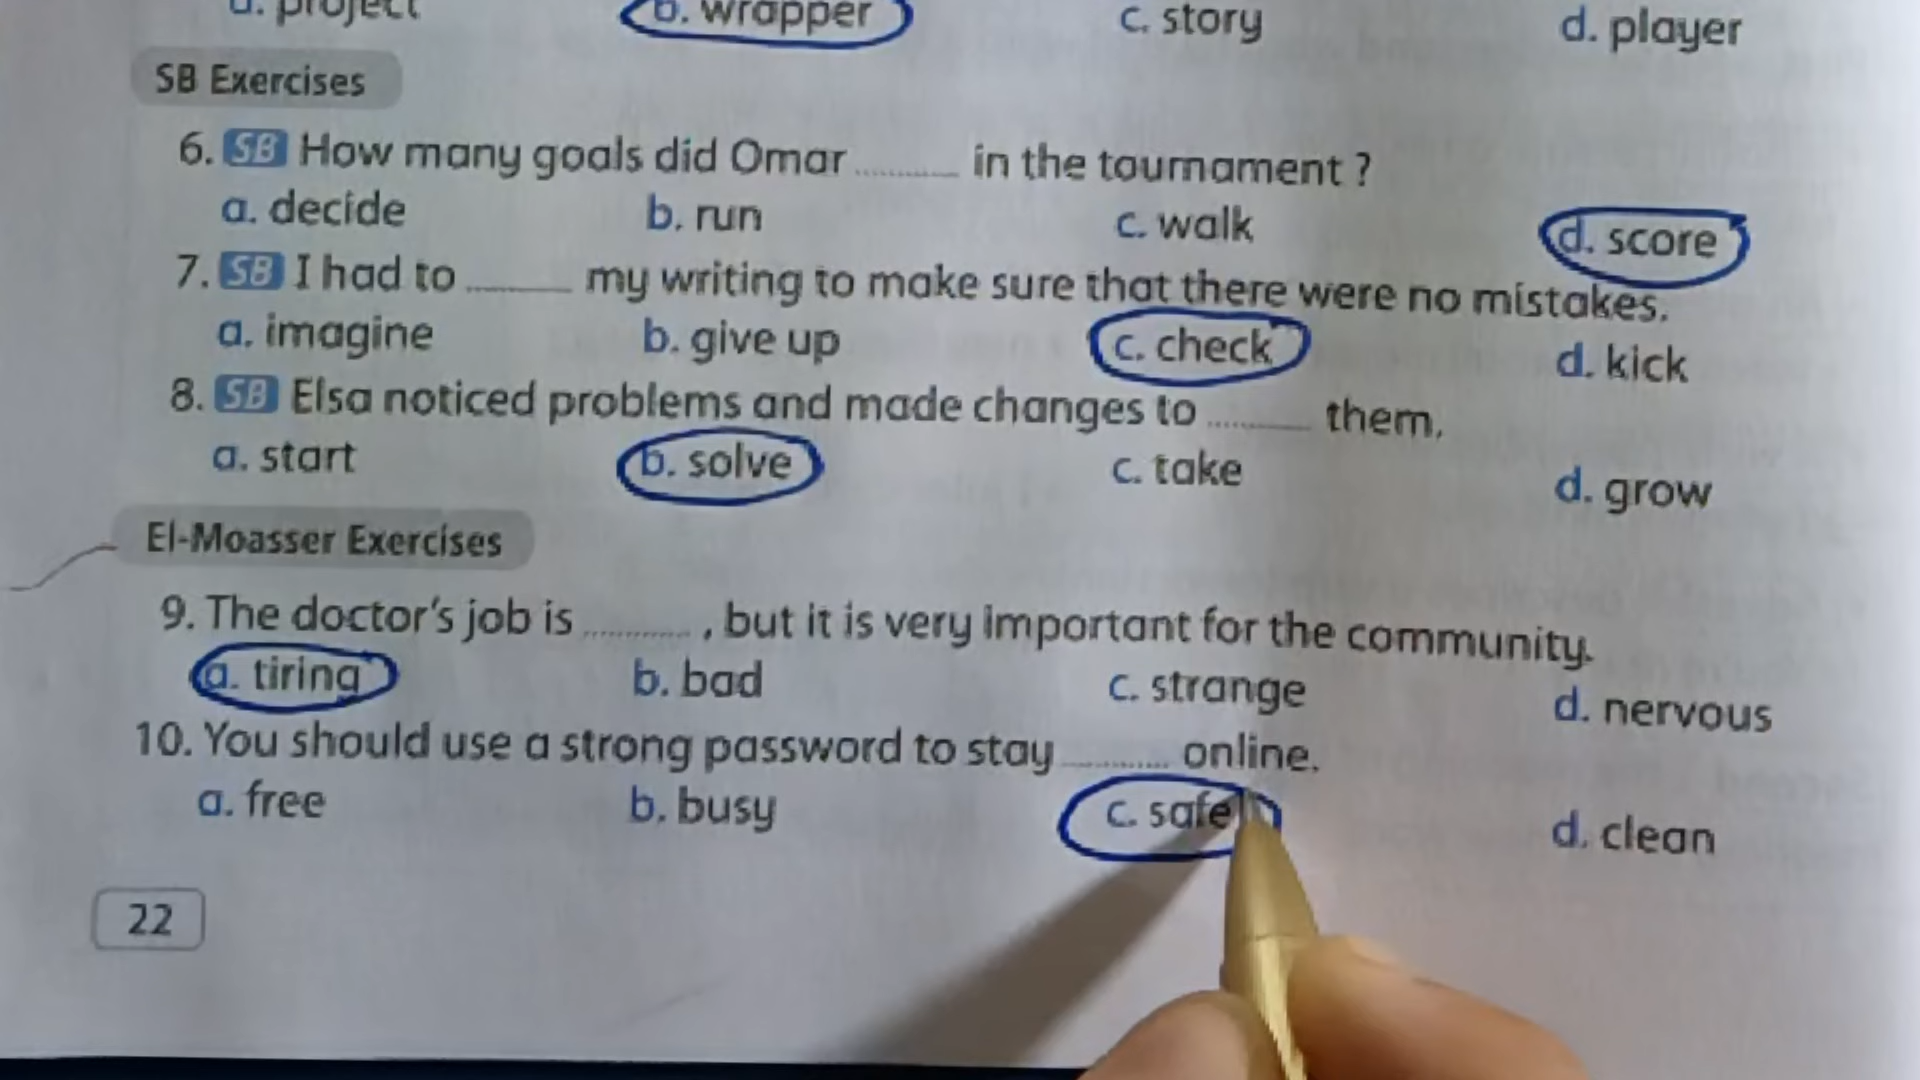 a. project b. wrapper c. story d. player
SB Exercises
6. SB How many goals did Omar .......... in the tournament ?
a. decide b. run c. walk d. score
7. SB I had to .......... my writing to make sure that there were no mistakes.
a. imagine b. give up c. check d. kick
8. SB Elsa noticed problems and made changes to .......... them.
a. start b. solve c. take d. grow
El-Moasser Exercises
9. The doctor's job is .......... , but it is very important for the community.
a. tiring b. bad c. strange d. nervous
10. You should use a strong password to stay .......... online.
a. free b. busy c. safe d. clean
22